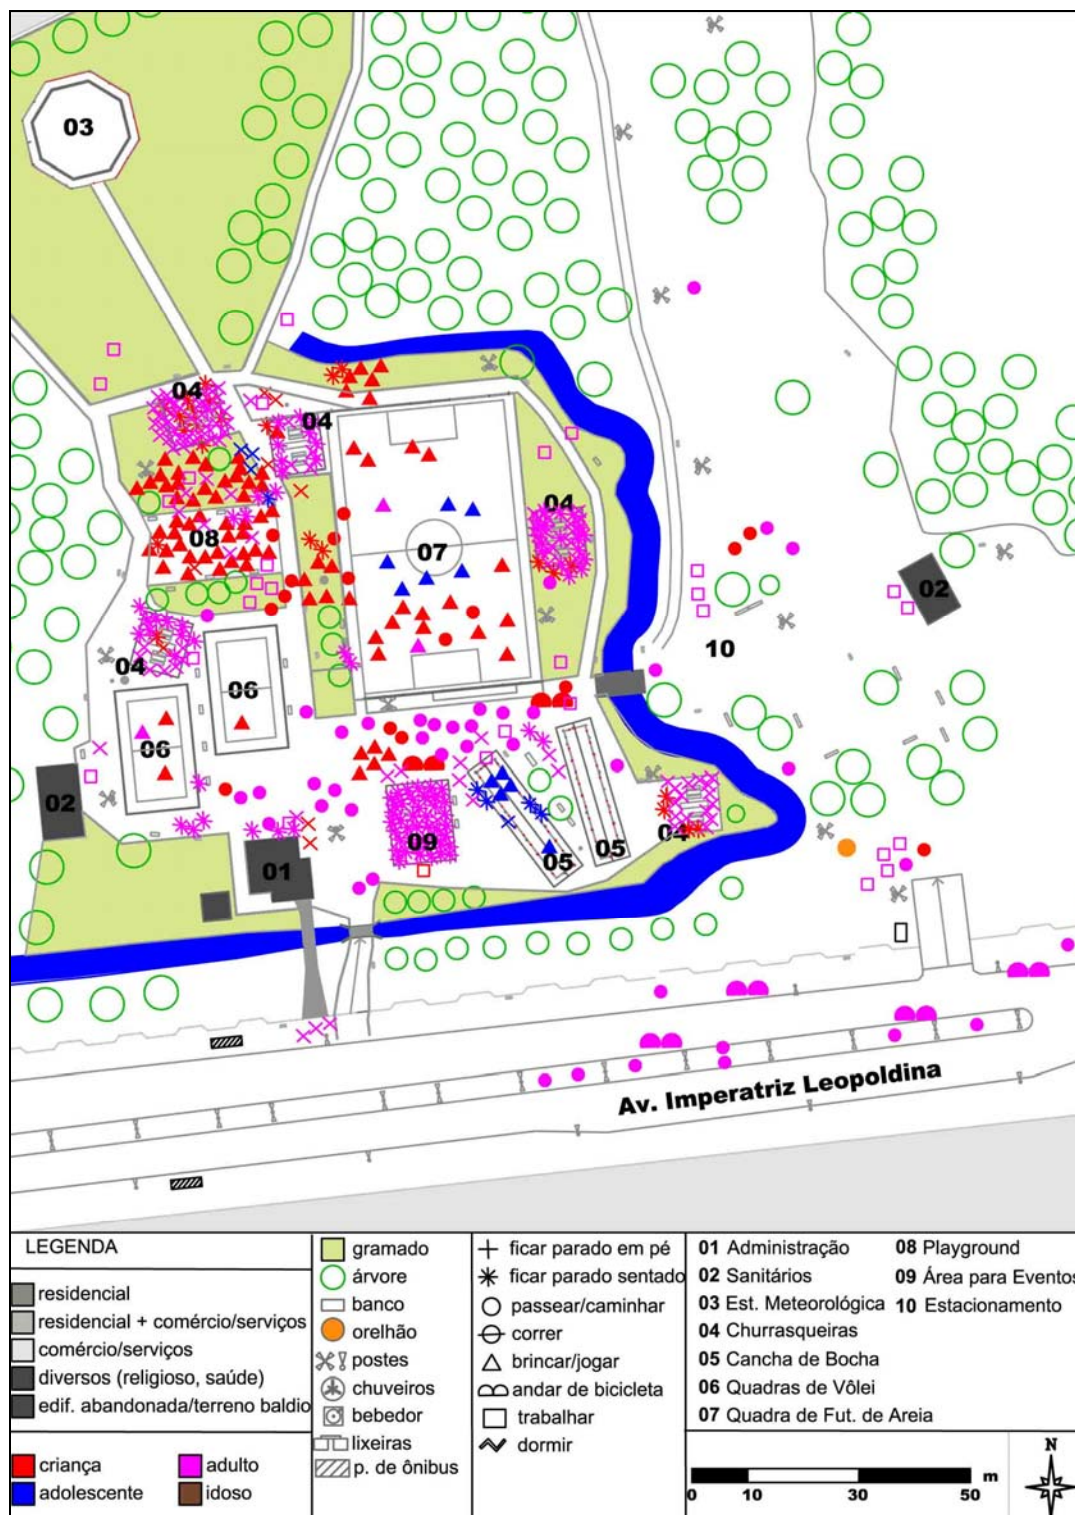 03
04
04
04
08
07
02
10
04
06
06
02
04
09
05
05
01
Av. Imperatriz Leopoldina
LEGENDA
residencial
residencial + comércio/serviços
comércio/serviços
diversos (religioso, saúde)
edif. abandonada/terreno baldio
criança
adulto
adolescente
idoso
gramado
árvore
banco
orelhão
postes
chuveiros
bebedor
lixeiras
p. de ônibus
ficar parado em pé
ficar parado sentado
passear/caminhar
correr
brincar/jogar
andar de bicicleta
trabalhar
dormir
01 Administração
02 Sanitários
03 Est. Meteorológica
04 Churrasqueiras
05 Cancha de Bocha
06 Quadras de Vôlei
07 Quadra de Fut. de Areia
08 Playground
09 Área para Eventos
10 Estacionamento
m
0 10 30 50
N